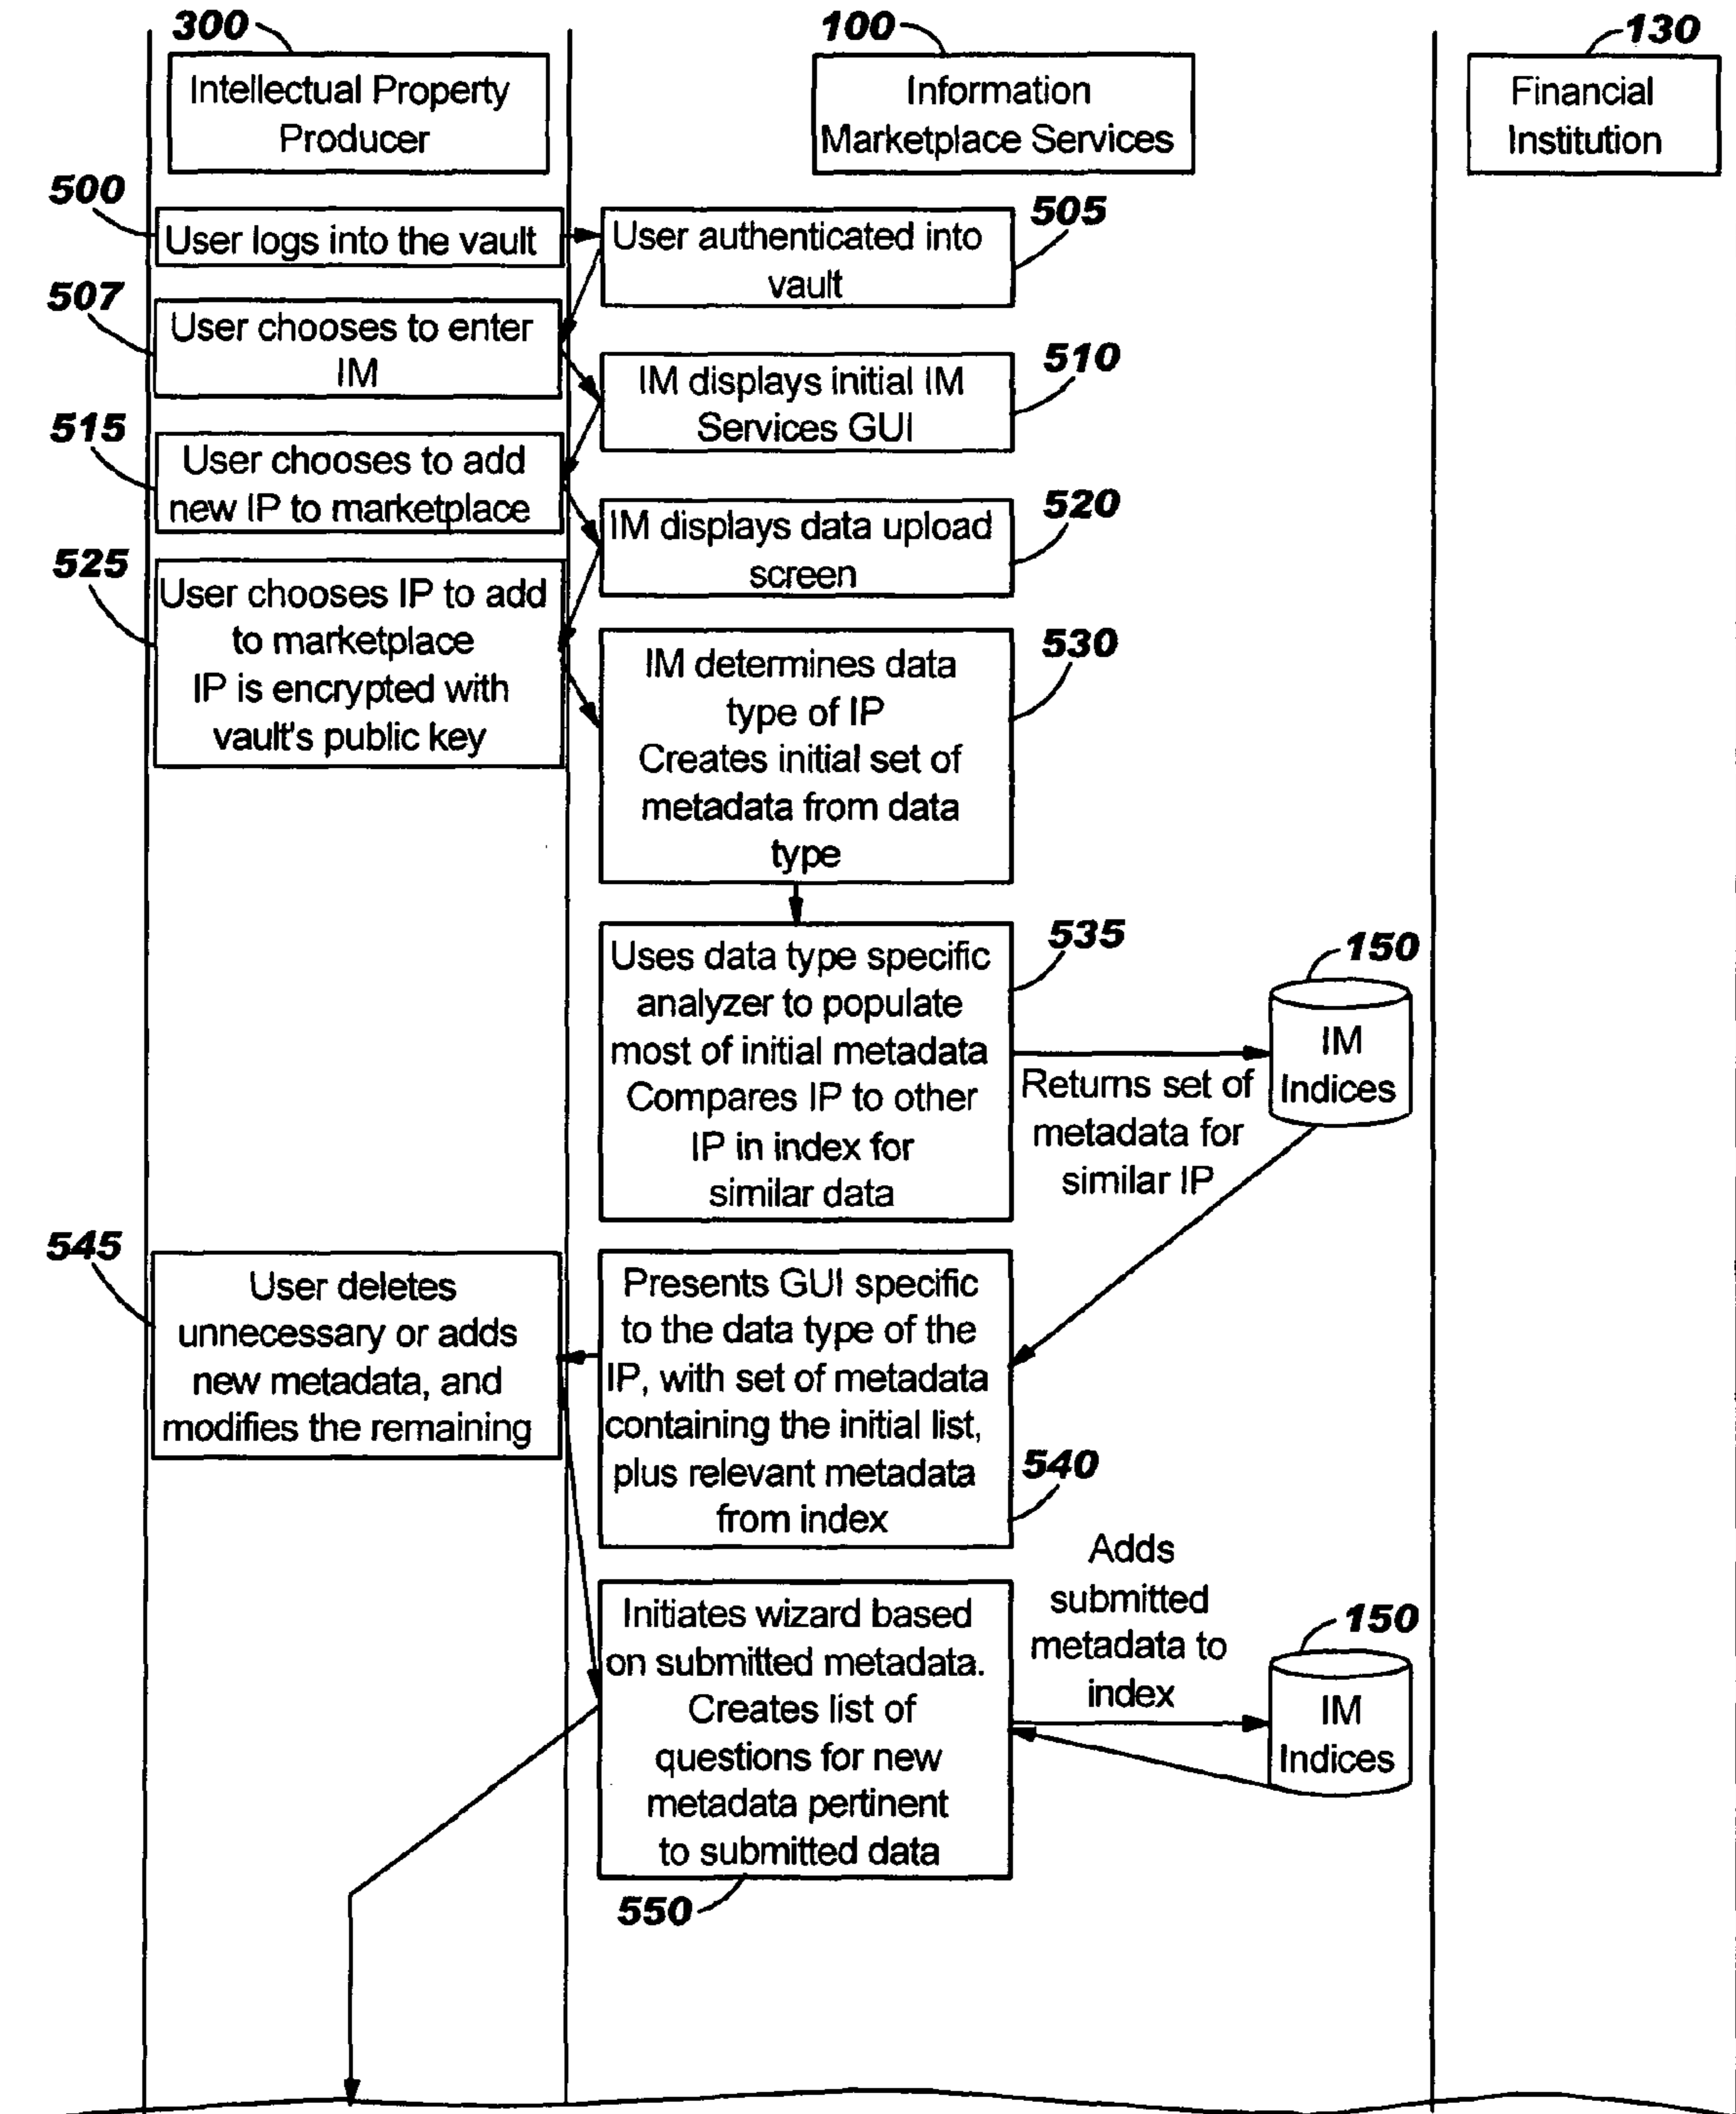 300
100
130
Intellectual Property
Producer
Information
Marketplace Services
Financial
Institution
500
User logs into the vault
User authenticated into
vault
505
507
User chooses to enter
IM
IM displays initial IM
Services GUI
510
515
User chooses to add
new IP to marketplace
IM displays data upload
screen
520
525
User chooses IP to add
to marketplace
IP is encrypted with
vault's public key
IM determines data
type of IP
Creates initial set of
metadata from data
type
530
Uses data type specific
analyzer to populate
most of initial metadata
Compares IP to other
IP in index for
similar data
535
150
IM
Indices
Returns set of
metadata for
similar IP
545
User deletes
unnecessary or adds
new metadata, and
modifies the remaining
Presents GUI specific
to the data type of the
IP, with set of metadata
containing the initial list,
plus relevant metadata
from index
540
Initiates wizard based
on submitted metadata.
Creates list of
questions for new
metadata pertinent
to submitted data
550
Adds
submitted
metadata to
index
150
IM
Indices